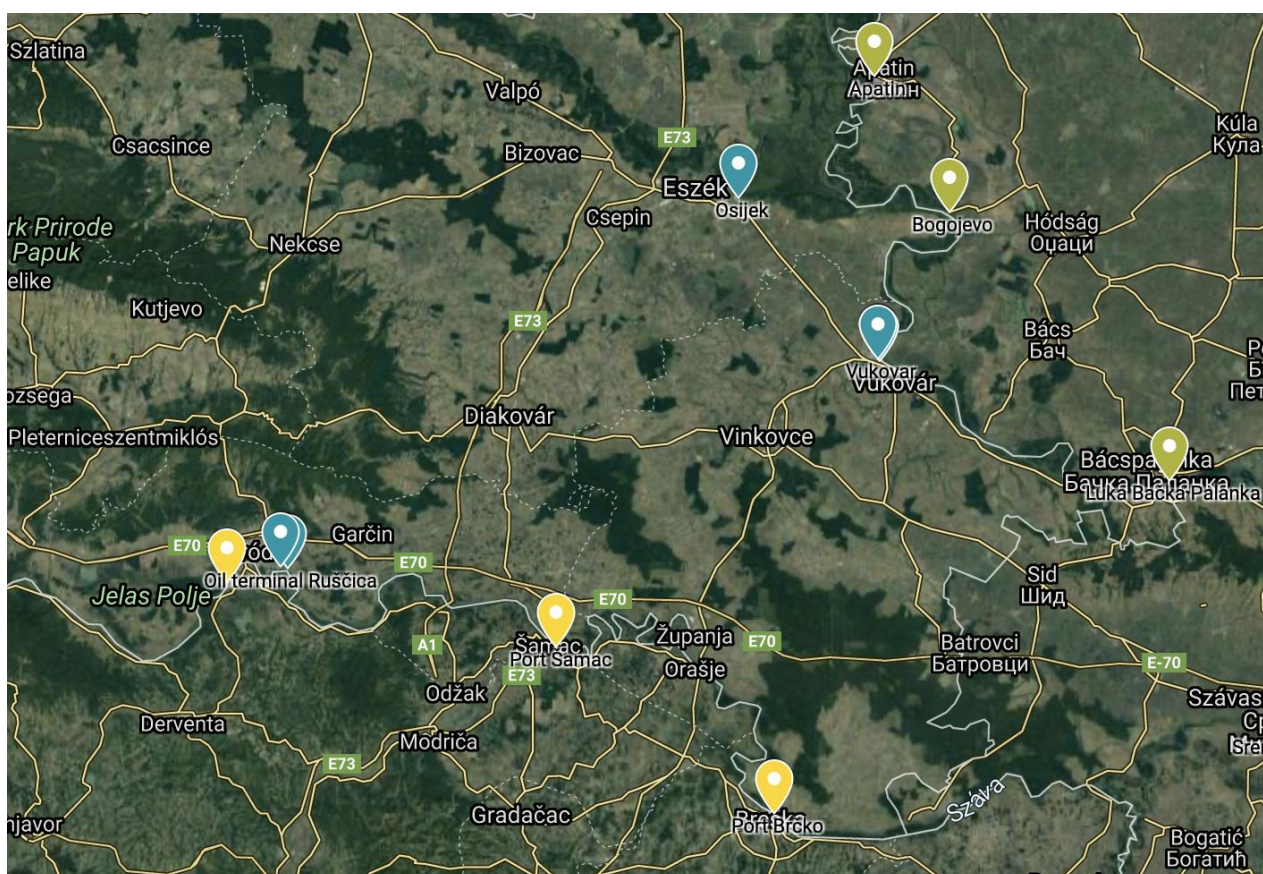 Szlatina
Apatin
Apatinн
Valpó
E73
Kúla
Кула
Csacsince
Bizovac
Eszék
Osijek
Csepin
Bogojevo
Hódság
Оџаци
rk Prirode
Papuk
elike
Nekcse
Kutjevo
E73
Bács
Бач
Vukovar
Vukovár
ozsega
Diakovár
Vinkovce
Pleterniceszentmiklós
Luka Bačka Palanka
E70
Garčin
E70
Oil terminal Ruščica
Jelas Polje
Sid
Шид
E70
Šamac
Port Šamac
A1
Županja
E70
Orašje
Batrovci
Батровци
E-70
E73
Odžak
Szávas
Derventa
Modriča
E73
Gradačac
Port Brčko
Száva
njavor
Bogatić
Богатић